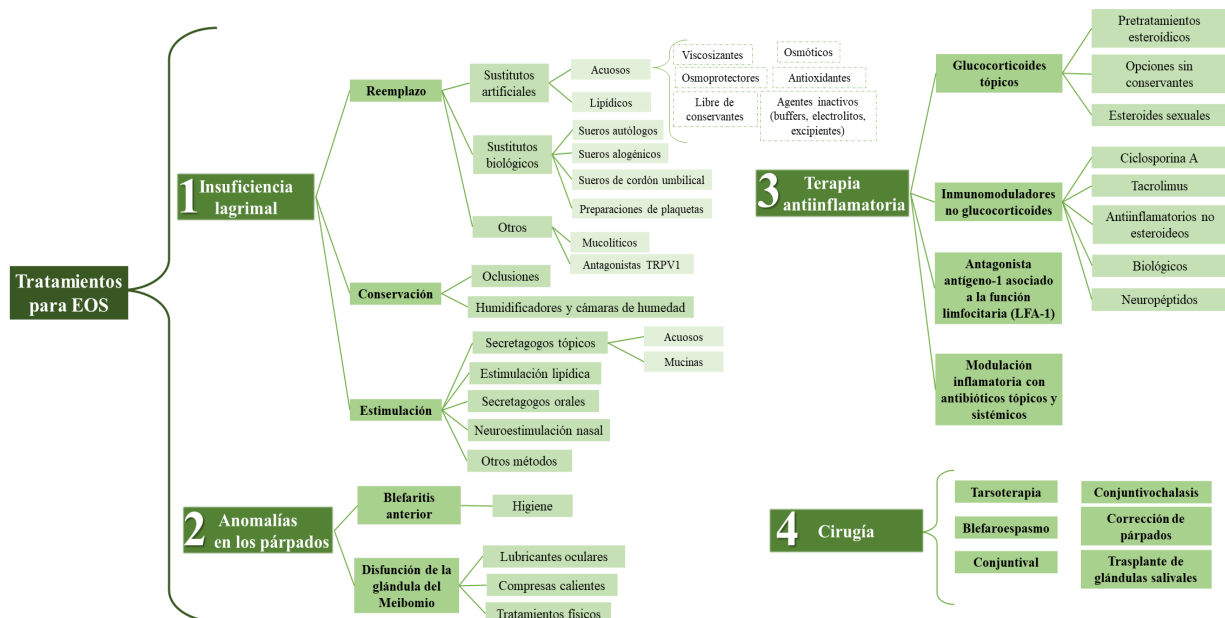 Tratamientos
para EOS
1 Insuficiencia
lagrimal
Reemplazo
Sustitutos
artificiales
Acuosos
Viscosizantes
Osmóticos
Osmoprotectores
Antioxidantes
Libre de
conservantes
Agentes inactivos
(buffers, electrolitos,
excipientes)
Lipídicos
Sustitutos
biológicos
Sueros autólogos
Sueros alogénicos
Sueros de cordón umbilical
Preparaciones de plaquetas
Otros
Mucolíticos
Antagonistas TRPV1
Conservación
Oclusiones
Humidificadores y cámaras de humedad
Estimulación
Secretagogos tópicos
Acuosos
Mucinas
Estimulación lipídica
Secretagogos orales
Neuroestimulación nasal
Otros métodos
2 Anomalías
en los párpados
Blefaritis
anterior
Higiene
Disfunción de la
glándula del
Meibomio
Lubricantes oculares
Compresas calientes
Tratamientos físicos
3 Terapia
antiinflamatoria
Glucocorticoides
tópicos
Pretratamientos
esteroídicos
Opciones sin
conservantes
Esteroides sexuales
Inmunomoduladores
no glucocorticoides
Ciclosporina A
Tacrolimus
Antiinflamatorios no
esteroideos
Biológicos
Neuropéptidos
Antagonista
antígeno-1 asociado
a la función
limfocitaria (LFA-1)
Modulación
inflamatoria con
antibióticos tópicos y
sistémicos
4 Cirugía
Tarsoterapia
Conjuntivochalasis
Blefaroespasmo
Corrección de
párpados
Conjuntival
Trasplante de
glándulas salivales